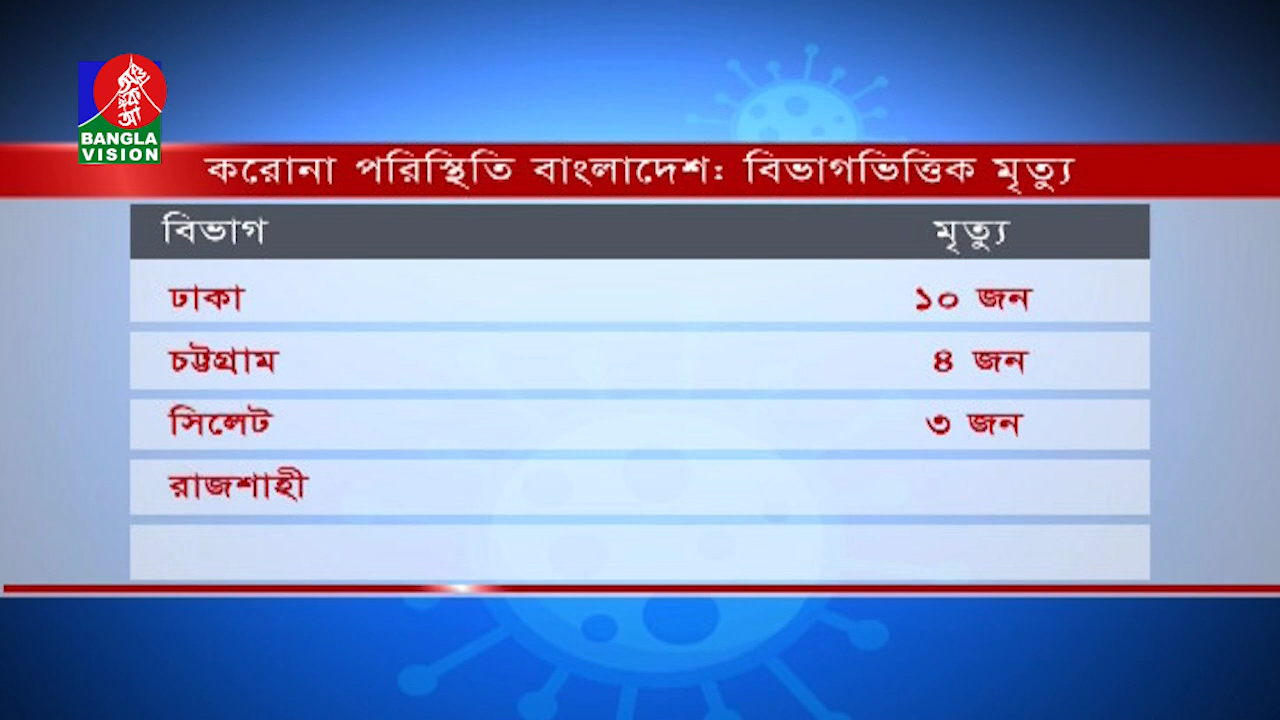 BANGLA
VISION
করোনা পরিস্থিতি বাংলাদেশ: বিভাগভিত্তিক মৃত্যু
বিভাগ মৃত্যু
ঢাকা ১০ জন
চট্টগ্রাম ৪ জন
সিলেট ৩ জন
রাজশাহী